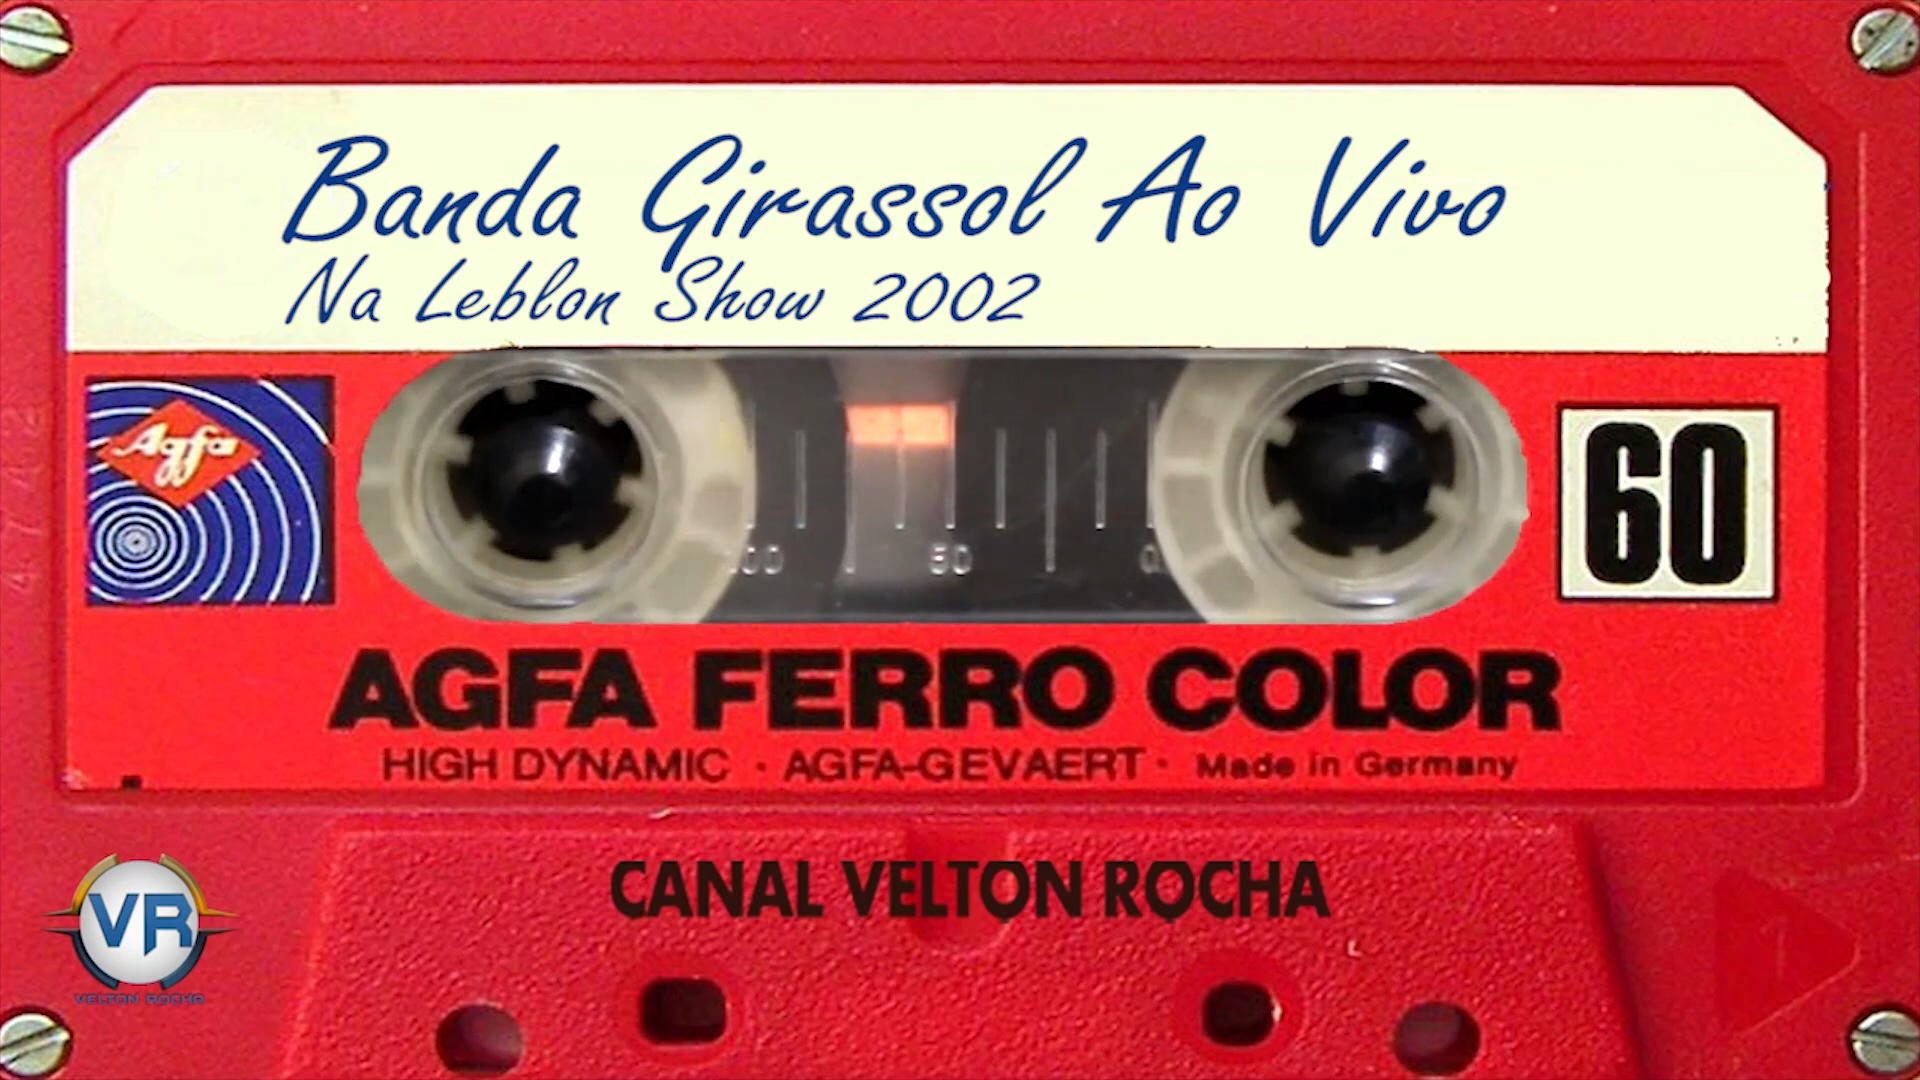 Banda Girassol Ao Vivo
Na Leblon Show 2002
Agfa
60
50
AGFA FERRO COLOR
HIGH DYNAMIC · AGFA-GEVAERT · Made in Germany
CANAL VELTON ROCHA
VR
VELTON ROCHA